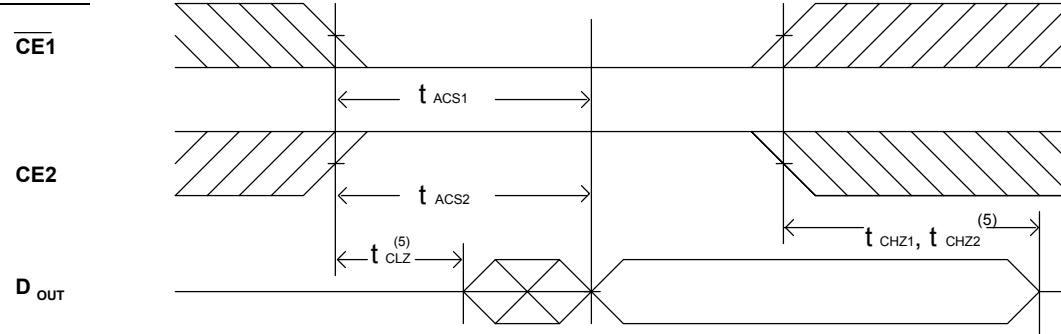 CE1
t ACS1
CE2
t ACS2
t CHZ1, t CHZ2 (5)
t CLZ (5)
D OUT